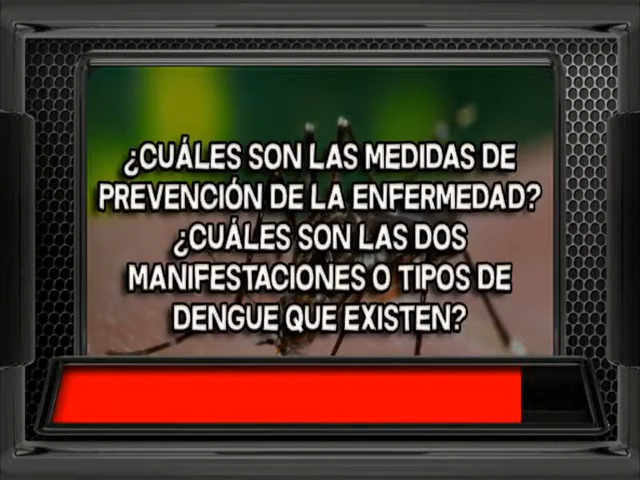 ¿CUÁLES SON LAS MEDIDAS DE
PREVENCIÓN DE LA ENFERMEDAD?
¿CUÁLES SON LAS DOS
MANIFESTACIONES O TIPOS DE
DENGUE QUE EXISTEN?